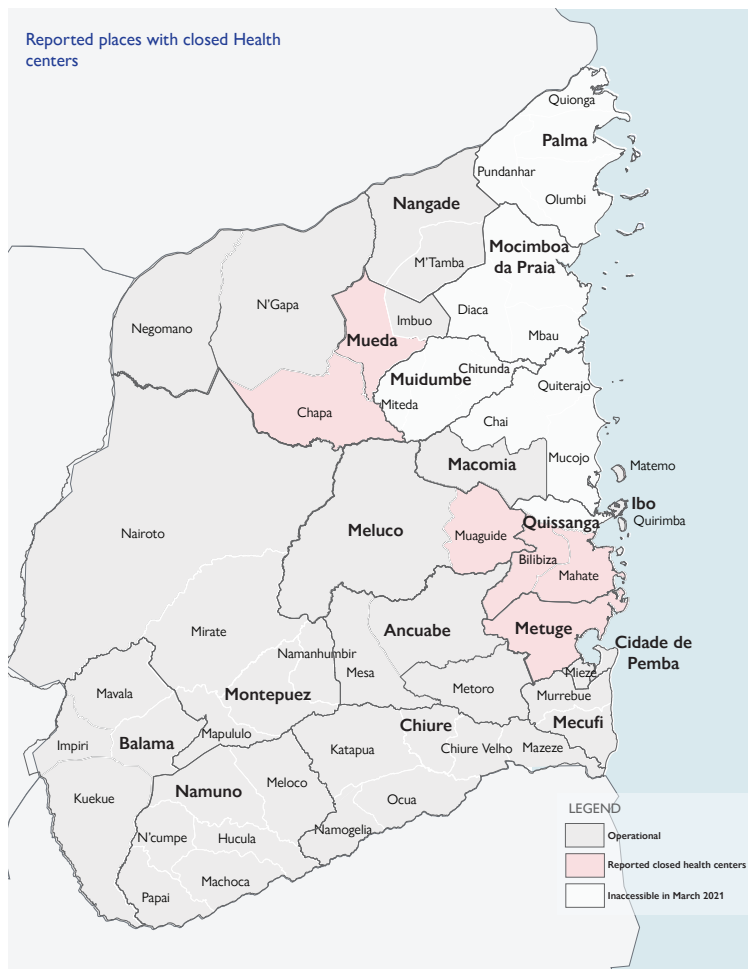 Reported places with closed Health
centers
Quionga
Palma
Pundanhar
Olumbi
Nangade
Mocimboa
da Praia
M'Tamba
N'Gapa
Diaca
Imbuo
Negomano
Mbau
Mueda
Chitunda
Muidumbe
Quiterajo
Miteda
Chapa
Chai
Mucojo
Macomia
Matemo
Ibo
Quirimba
Quissanga
Nairoto
Meluco
Muaguide
Bilibiza
Mahate
Mirate
Ancuabe
Metuge
Cidade de
Pemba
Namanhumbir
Mesa
Mieze
Mavala
Montepuez
Metoro
Murrebue
Mecufi
Chiure
Mapululo
Impiri
Balama
Katapua
Chiure Velho
Mazeze
Kuekue
Namuno
Meloco
Ocua
Namogelia
N'cumpe
Hucula
Machoca
Papai
LEGEND
Operational
Reported closed health centers
Inaccessible in March 2021